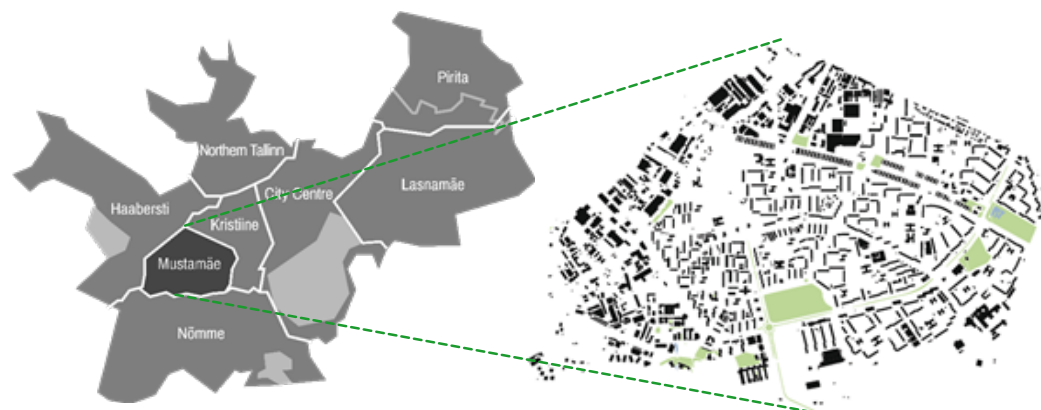 Pirita
Northern Tallinn
City Centre
Lasnamäe
Haabersti
Kristiine
Mustamäe
Nõmme